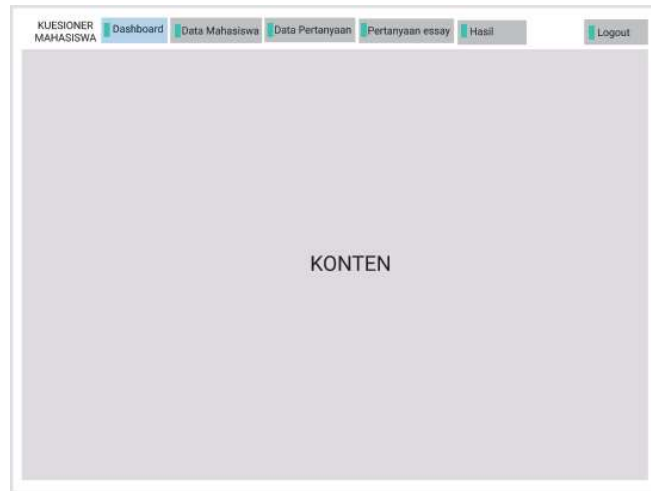 KUESIONER
MAHASISWA
Dashboard
Data Mahasiswa
Data Pertanyaan
Pertanyaan essay
Hasil
Logout
KONTEN